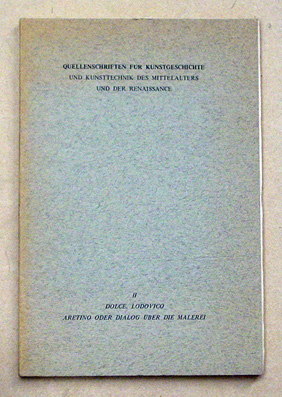 QUELLENSCHRIFTEN FÜR KUNSTGESCHICHTE
UND KUNSTTECHNIK DES MITTELALTERS
UND DER RENAISSANCE
II
DOLCE, LODOVICO
ARETINO ODER DIALOG ÜBER DIE MALEREI